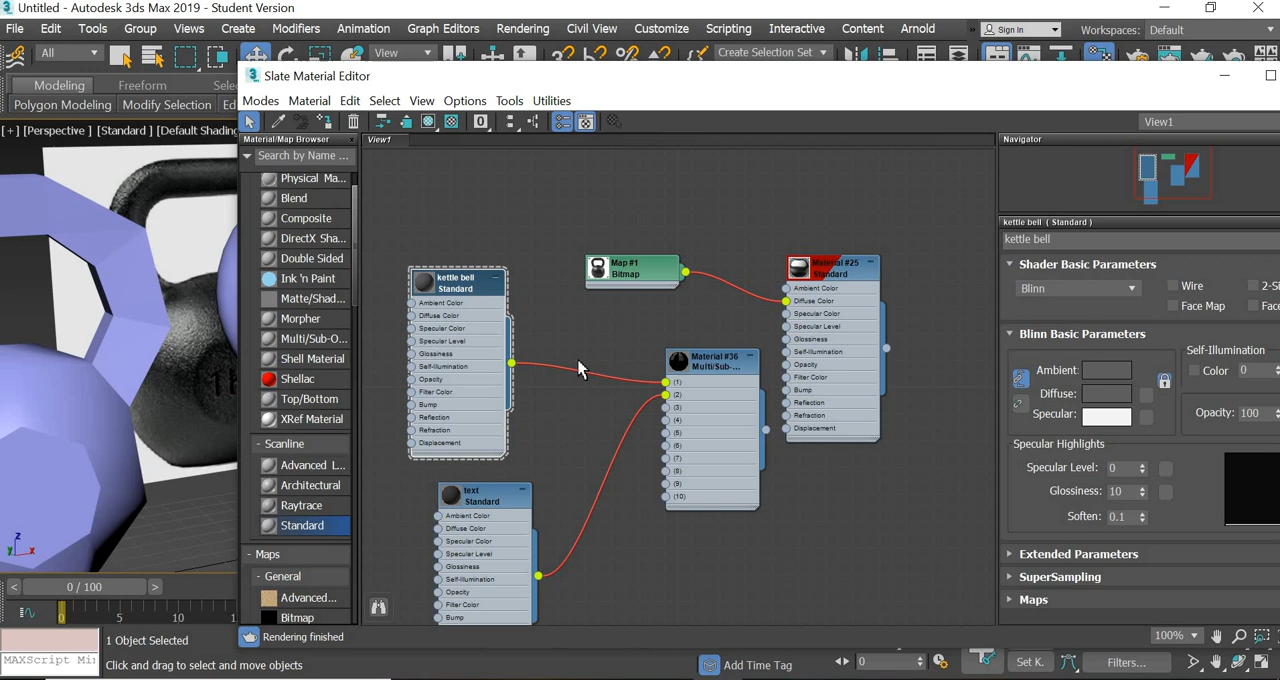 Untitled - Autodesk 3ds Max 2019 - Student Version
File Edit Tools Group Views Create Modifiers Animation Graph Editors Rendering Civil View Customize Scripting Interactive Content Arnold » Sign In Workspaces: Default
All View Create Selection Set
Modeling Freeform
Polygon Modeling Modify Selection
[+] [Perspective ] [Standard ] [Default Shading
Slate Material Editor
Modes Material Edit Select View Options Tools Utilities
View1
Material/Map Browser
View1
Navigator
Search by Name ...
Physical Ma...
Blend
Composite
DirectX Sha...
Double Sided
Ink 'n Paint
Matte/Shad...
Morpher
Multi/Sub-O...
Shell Material
Shellac
Top/Bottom
XRef Material
- Scanline
Advanced L...
Architectural
Raytrace
Standard
- Maps
- General
Advanced...
Bitmap
kettle bell
Standard
Ambient Color
Diffuse Color
Specular Color
Specular Level
Glossiness
Self-Illumination
Opacity
Filter Color
Bump
Reflection
Refraction
Displacement
text
Standard
Ambient Color
Diffuse Color
Specular Color
Specular Level
Glossiness
Self-Illumination
Opacity
Filter Color
Bump
Map #1
Bitmap
Material #36
Multi/Sub-...
(1)
(2)
(3)
(4)
(5)
(6)
(7)
(8)
(9)
(10)
Material #25
Standard
Ambient Color
Diffuse Color
Specular Color
Specular Level
Glossiness
Self-Illumination
Opacity
Filter Color
Bump
Reflection
Refraction
Displacement
kettle bell ( Standard )
kettle bell
Shader Basic Parameters
Blinn Wire 2-Si
Face Map Face
Blinn Basic Parameters
Self-Illumination
Ambient: Color 0
Diffuse:
Specular: Opacity: 100
Specular Highlights
Specular Level: 0
Glossiness: 10
Soften: 0.1
Extended Parameters
SuperSampling
Maps
z
y x
< 0 / 100 >
0 5 10
100%
Rendering finished
1 Object Selected
MAXScript Mi
Click and drag to select and move objects
Add Time Tag 0 Set K. Filters...